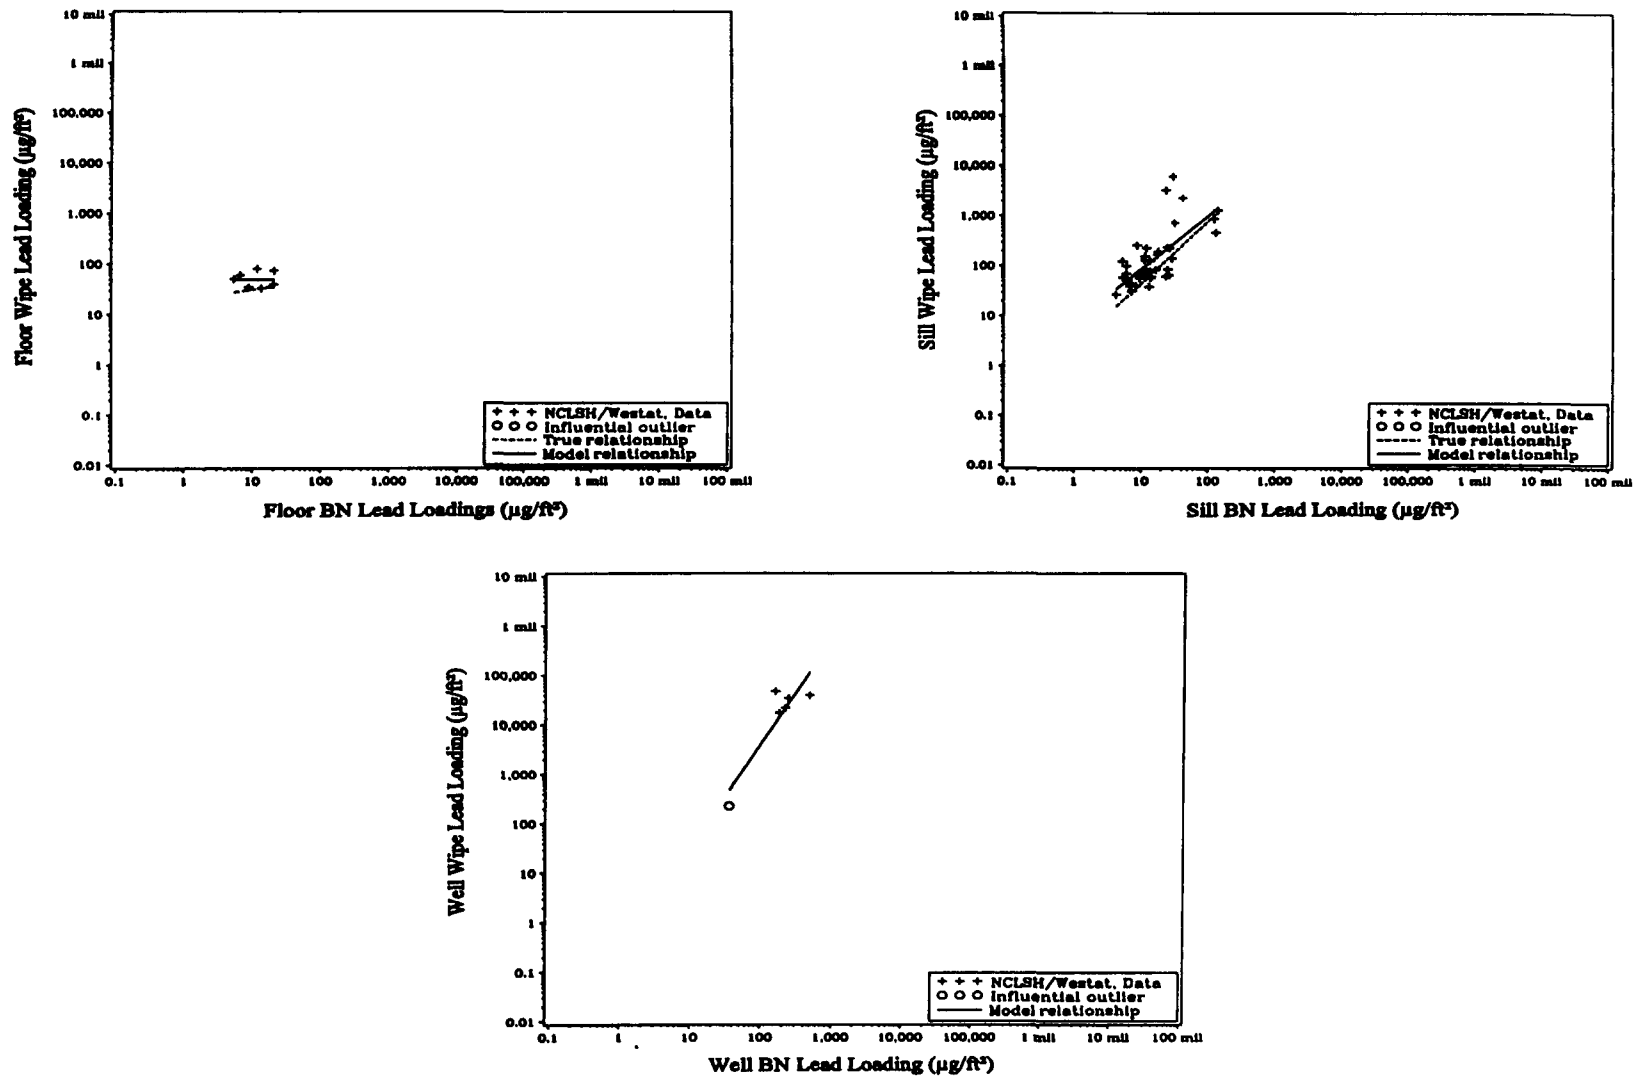 10 mil
1 mil
100,000
10,000
1.000
100
10
1
0.1
0.01
Floor Wipe Lead Loading (µg/ft²)
NCLSH/Westat, Data
Influential outlier
True relationship
Model relationship
0.1 1 10 100 1,000 10,000 100,000 1 mil 10 mil 100 mil
Floor BN Lead Loadings (µg/ft²)
10 mil
1 mil
100,000
10,000
1,000
100
10
1
0.1
0.01
Sill Wipe Lead Loading (µg/ft²)
NCLSH/Westat, Data
Influential outlier
True relationship
Model relationship
0.1 1 10 100 1,000 10,000 100,000 1 mil 10 mil 100 mil
Sill BN Lead Loading (µg/ft²)
10 mil
1 mil
100,000
10,000
1,000
100
10
1
0.1
0.01
Well Wipe Lead Loading (µg/ft²)
NCLSH/Westat, Data
Influential outlier
Model relationship
0.1 1 10 100 1,000 10,000 100,000 1 mil 10 mil 100 mil
Well BN Lead Loading (µg/ft²)